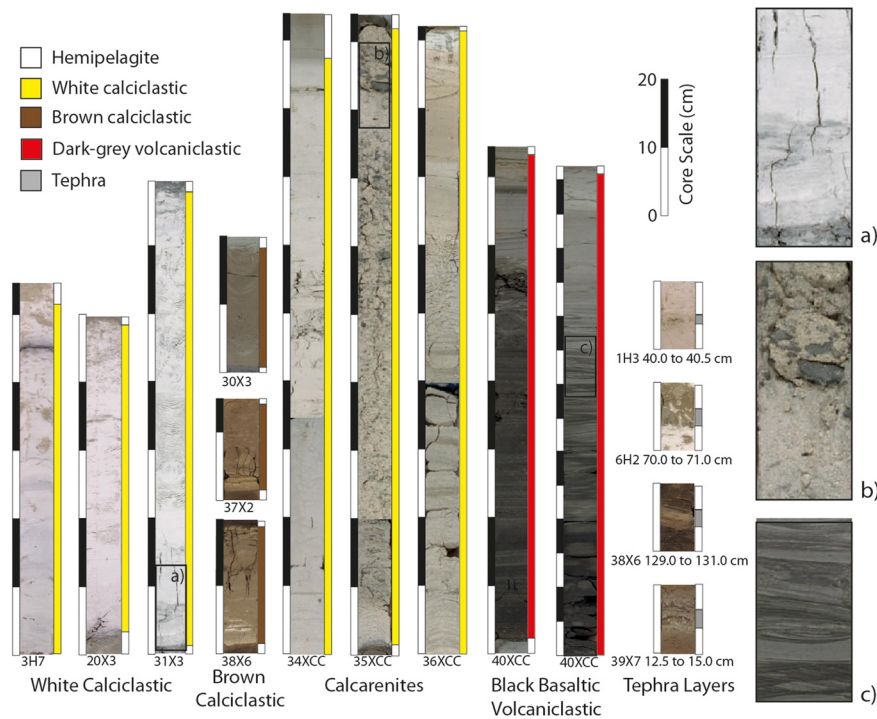 Hemipelagite
White calciclastic
Brown calciclastic
Dark-grey volcaniclastic
Tephra
b)
20
10
0
Core Scale (cm)
a)
c)
1H3 40.0 to 40.5 cm
30X3
b)
6H2 70.0 to 71.0 cm
37X2
38X6 129.0 to 131.0 cm
a)
3H7
20X3
31X3
38X6
34XCC
35XCC
36XCC
40XCC
40XCC
39X7 12.5 to 15.0 cm
White Calciclastic
Brown
Calciclastic
Calcarenites
Black Basaltic
Volcaniclastic
Tephra Layers
c)